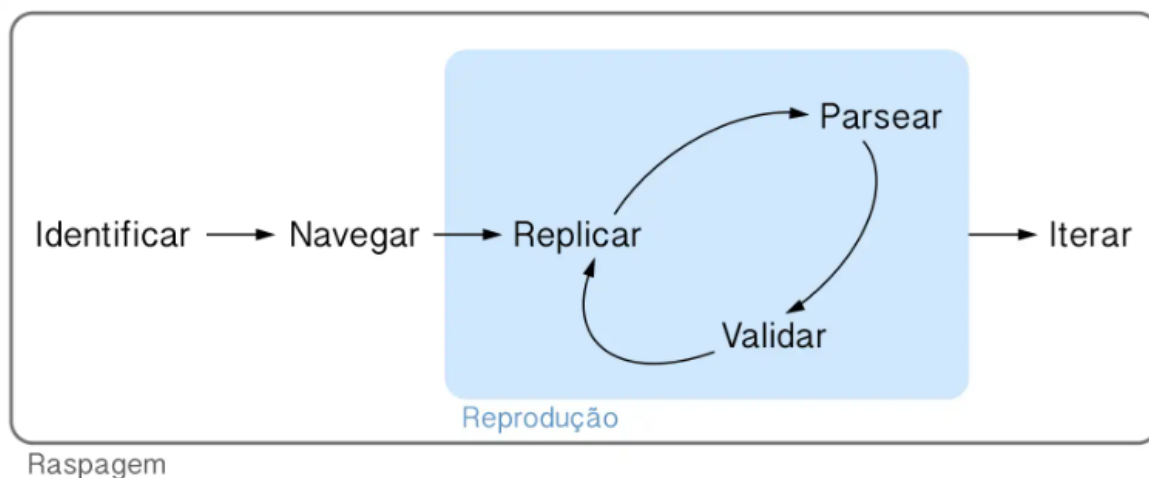 Parsear
Identificar
Navegar
Replicar
Iterar
Validar
Reprodução
Raspagem